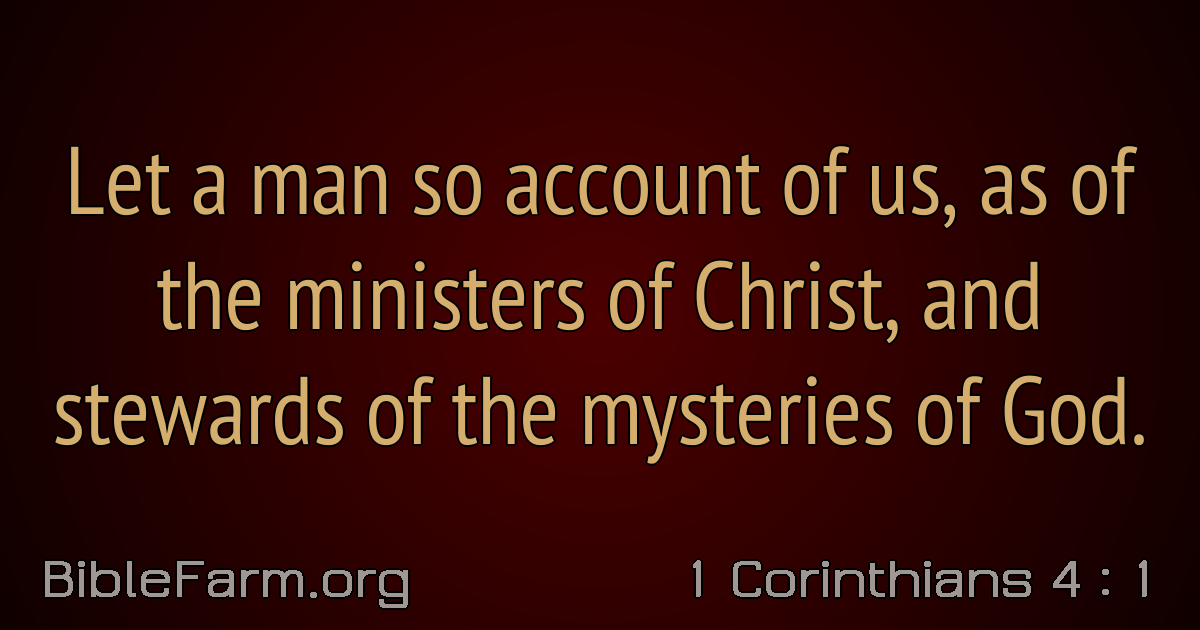 Let a man so account of us, as of
the ministers of Christ, and
stewards of the mysteries of God.
BibleFarm.org
1 Corinthians 4 : 1